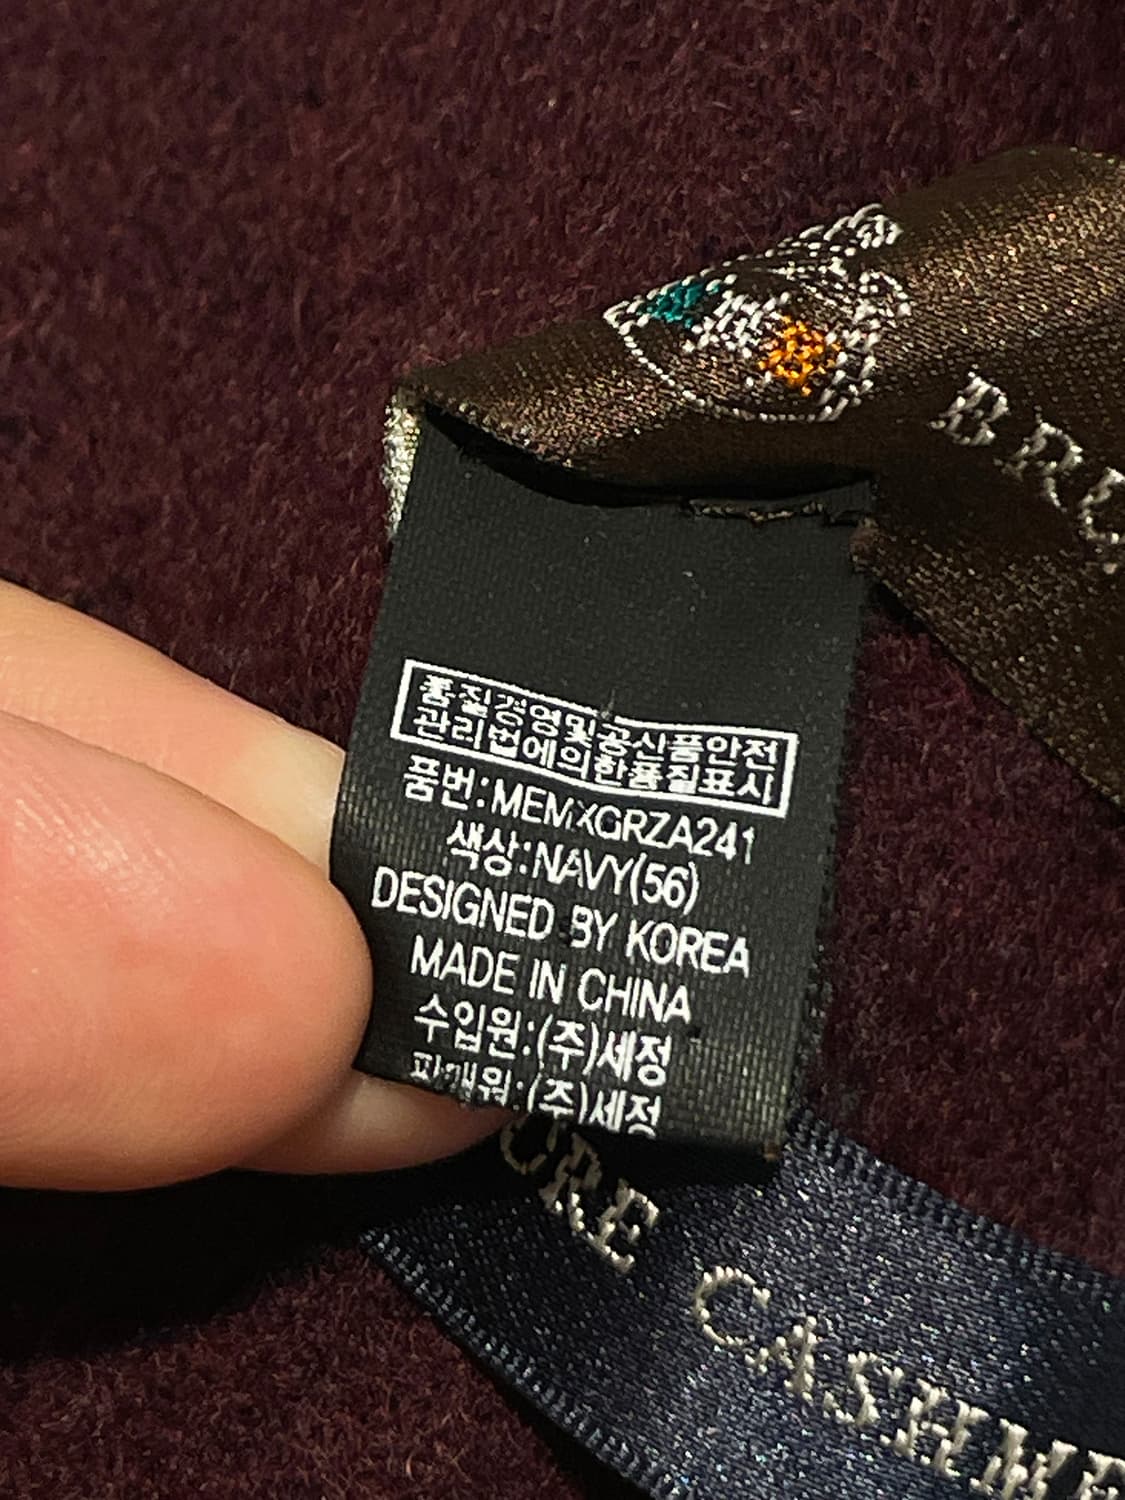 BRU
품질경영및공산품안전
관리법에의한품질표시
품번:MEMXGRZA241
색상:NAVY(56)
DESIGNED BY KOREA
MADE IN CHINA
수입원:(주)세정
판매원:(주)세정
CASHME